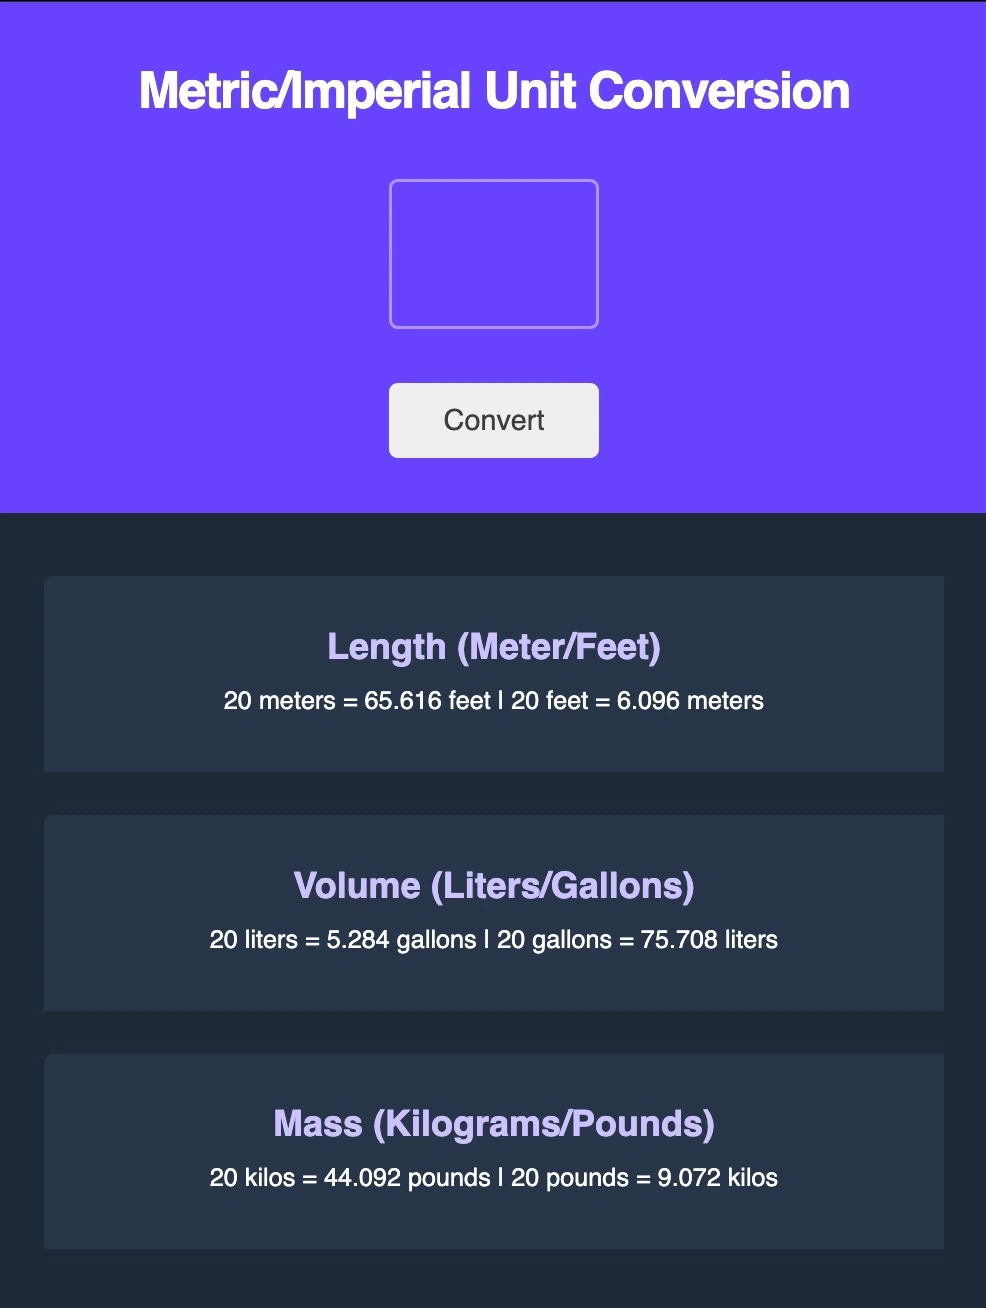 Metric/Imperial Unit Conversion
Convert
Length (Meter/Feet)
20 meters = 65.616 feet | 20 feet = 6.096 meters
Volume (Liters/Gallons)
20 liters = 5.284 gallons | 20 gallons = 75.708 liters
Mass (Kilograms/Pounds)
20 kilos = 44.092 pounds | 20 pounds = 9.072 kilos